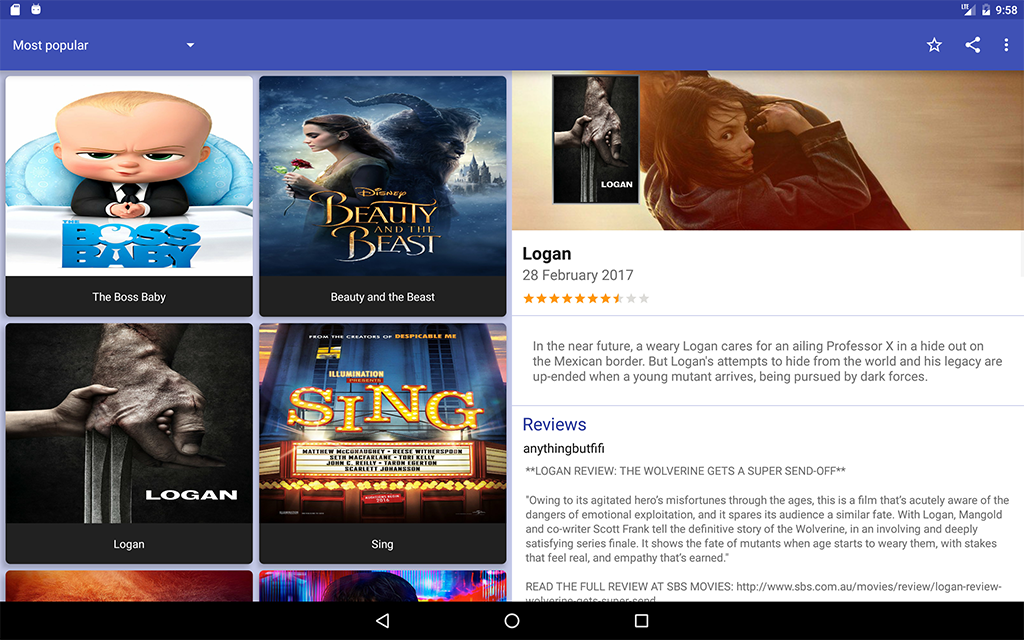 LTE 9:58
Most popular
THE
BOSS
BABY
The Boss Baby
Disney
BEAUTY
AND THE
BEAST
Beauty and the Beast
LOGAN
Logan
FROM THE CREATORS OF DESPICABLE ME
ILLUMINATION
PRESENTS
SING
MATTHEW McCONAUGHEY - REESE WITHERSPOON
SETH MACFARLANE - TORI KELLY
JOHN C. REILLY - TARON EGERTON
SCARLETT JOHANSSON
2016
Sing
LOGAN
Logan
28 February 2017
In the near future, a weary Logan cares for an ailing Professor X in a hide out on
the Mexican border. But Logan's attempts to hide from the world and his legacy are
up-ended when a young mutant arrives, being pursued by dark forces.
Reviews
anythingbutfifi
**LOGAN REVIEW: THE WOLVERINE GETS A SUPER SEND-OFF**
"Owing to its agitated hero's misfortunes through the ages, this is a film that's acutely aware of the
dangers of emotional exploitation, and it spares its audience a similar fate. With Logan, Mangold
and co-writer Scott Frank tell the definitive story of the Wolverine, in an involving and deeply
satisfying series finale. It shows the fate of mutants when age starts to weary them, with stakes
that feel real, and empathy that's earned."
READ THE FULL REVIEW AT SBS MOVIES: http://www.sbs.com.au/movies/review/logan-review-
wolverine-gets-super-send